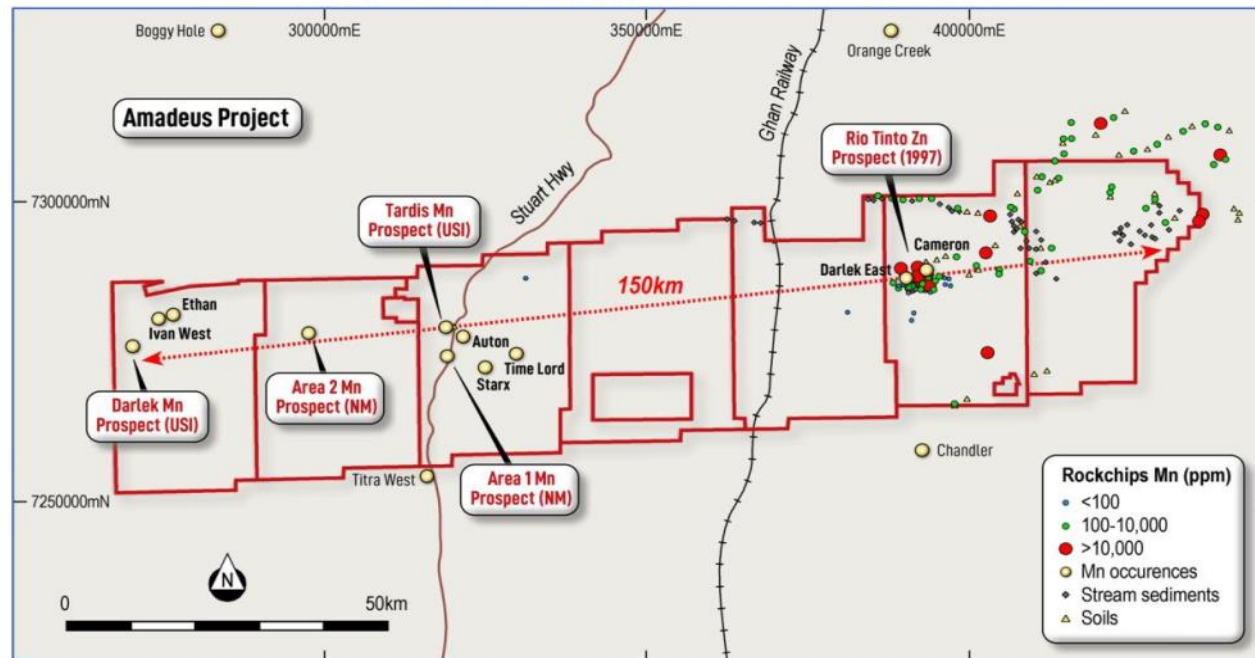 Boggy Hole
300000mE
350000mE
400000mE
Orange Creek
Amadeus Project
Stuart Hwy
Ghan Railway
Rio Tinto Zn
Prospect (1997)
7300000mN
Tardis Mn
Prospect (USI)
Cameron
Darlek East
150km
Ethan
Ivan West
Auton
Time Lord
Starx
Darlek Mn
Prospect (USI)
Area 2 Mn
Prospect (NM)
Area 1 Mn
Prospect (NM)
Titra West
Chandler
7250000mN
N
0
50km
Rockchips Mn (ppm)
<100
100-10,000
>10,000
Mn occurences
Stream sediments
Soils